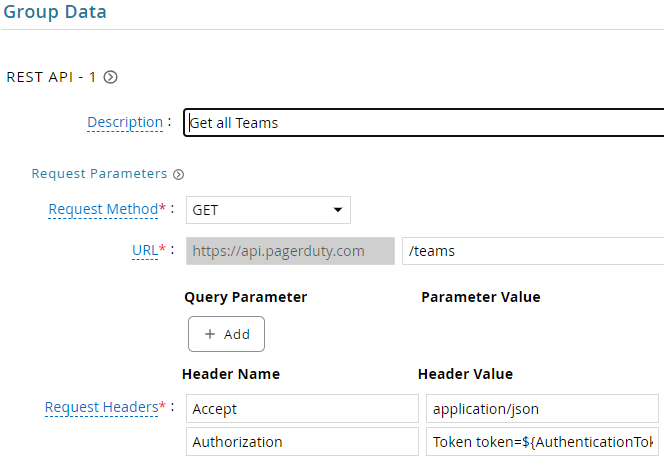 Group Data
REST API - 1
Description :
Get all Teams
Request Parameters
Request Method* :
GET
URL* :
https://api.pagerduty.com
/teams
Query Parameter
Parameter Value
+ Add
Header Name
Header Value
Request Headers* :
Accept
application/json
Authorization
Token token=${AuthenticationTok